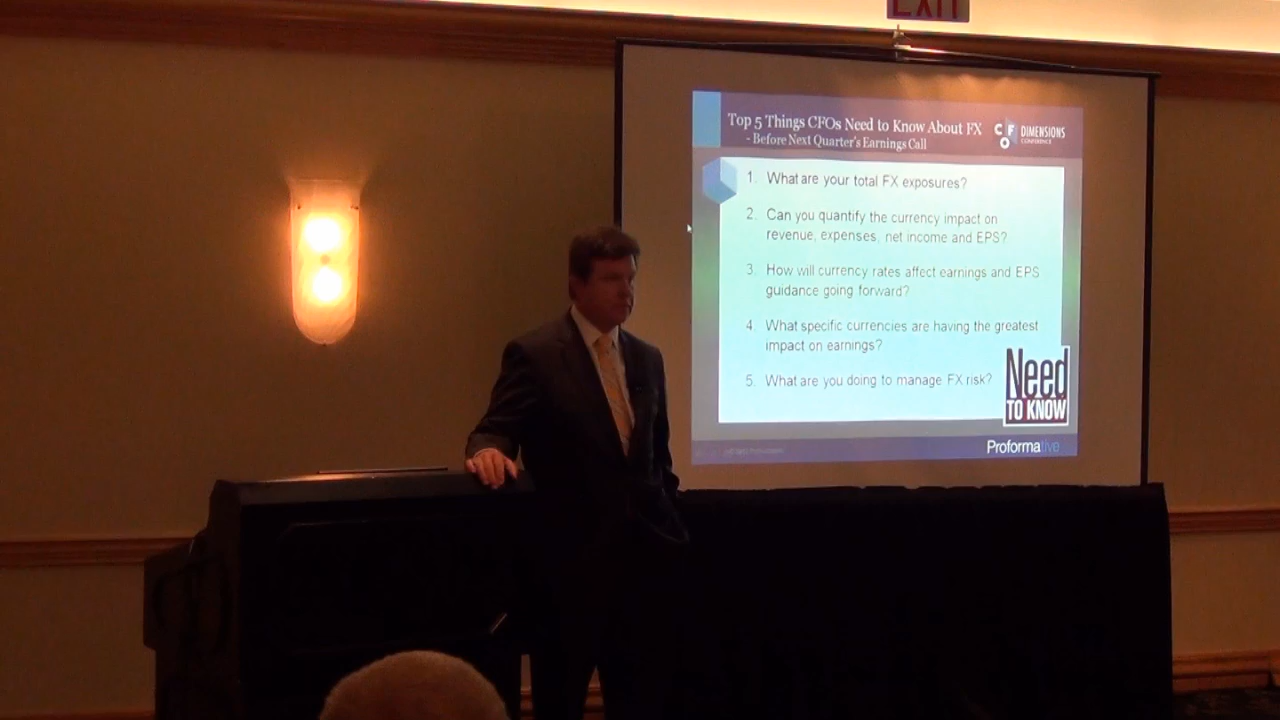 EXIT
Top 5 Things CFOs Need to Know About FX
- Before Next Quarter's Earnings Call
CFO DIMENSIONS
CONFERENCE
1. What are your total FX exposures?
2. Can you quantify the currency impact on
revenue, expenses, net income and EPS?
3. How will currency rates affect earnings and EPS
guidance going forward?
4. What specific currencies are having the greatest
impact on earnings?
5. What are you doing to manage FX risk?
Need
TO KNOW
Proformative